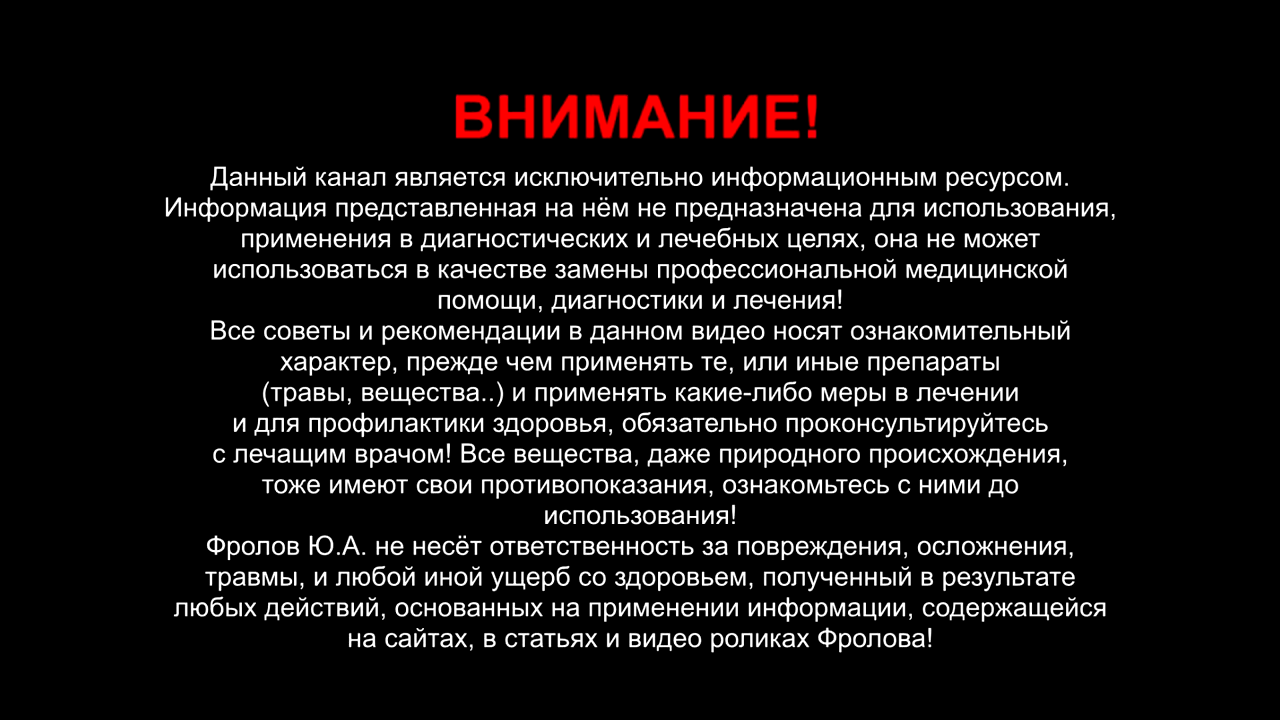 ВНИМАНИЕ!
Данный канал является исключительно информационным ресурсом.
Информация представленная на нём не предназначена для использования,
применения в диагностических и лечебных целях, она не может
использоваться в качестве замены профессиональной медицинской
помощи, диагностики и лечения!
Все советы и рекомендации в данном видео носят ознакомительный
характер, прежде чем применять те, или иные препараты
(травы, вещества..) и применять какие-либо меры в лечении
и для профилактики здоровья, обязательно проконсультируйтесь
с лечащим врачом! Все вещества, даже природного происхождения,
тоже имеют свои противопоказания, ознакомьтесь с ними до
использования!
Фролов Ю.А. не несёт ответственность за повреждения, осложнения,
травмы, и любой иной ущерб со здоровьем, полученный в результате
любых действий, основанных на применении информации, содержащейся
на сайтах, в статьях и видео роликах Фролова!